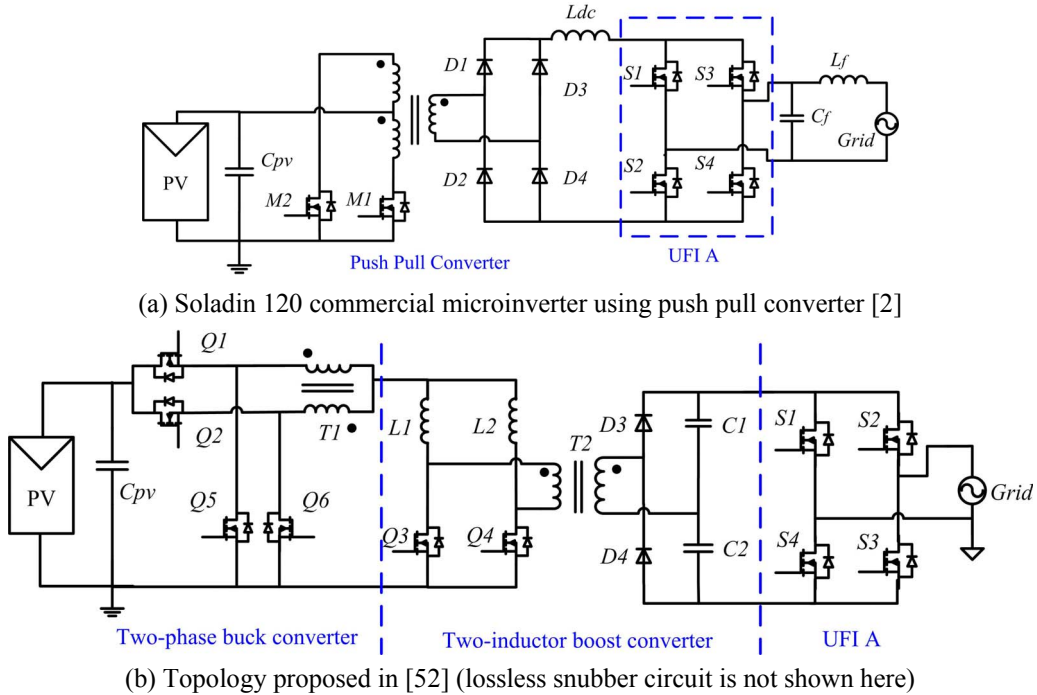 Ldc
D1
S1
S3
Lf
D3
Cf
Grid
Cpv
PV
D2
D4
S2
S4
M2
M1
Push Pull Converter
UFI A
(a) Soladin 120 commercial microinverter using push pull converter [2]
Q1
Q2
T1
L1
L2
D3
T2
C1
S1
S2
PV
Cpv
Q5
Q6
Q3
Q4
D4
C2
S4
S3
Grid
Two-phase buck converter
Two-inductor boost converter
UFI A
(b) Topology proposed in [52] (lossless snubber circuit is not shown here)